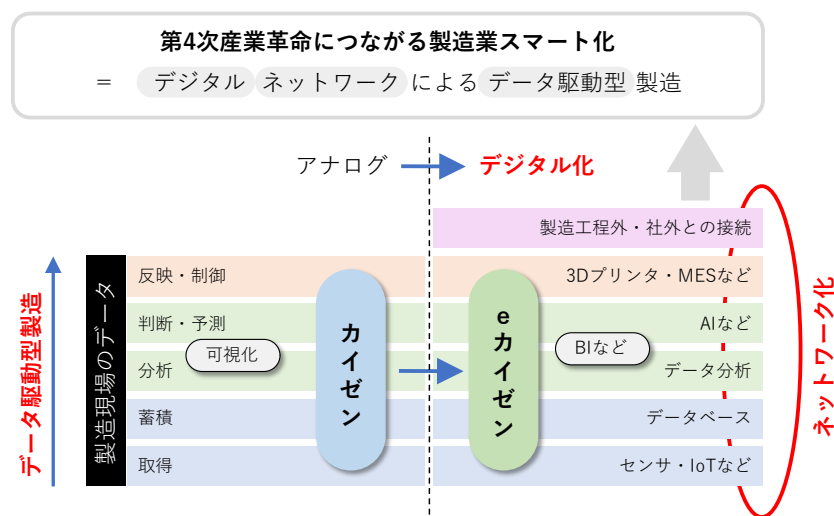 第4次産業革命につながる製造業スマート化
= デジタル ネットワーク による データ駆動型 製造
アナログ
デジタル化
製造工程外・社外との接続
データ駆動型製造
製造現場のデータ
反映・制御
判断・予測
可視化
分析
蓄積
取得
カイゼン
eカイゼン
3Dプリンタ・MESなど
AIなど
BIなど
データ分析
データベース
センサ・IoTなど
ネットワーク化